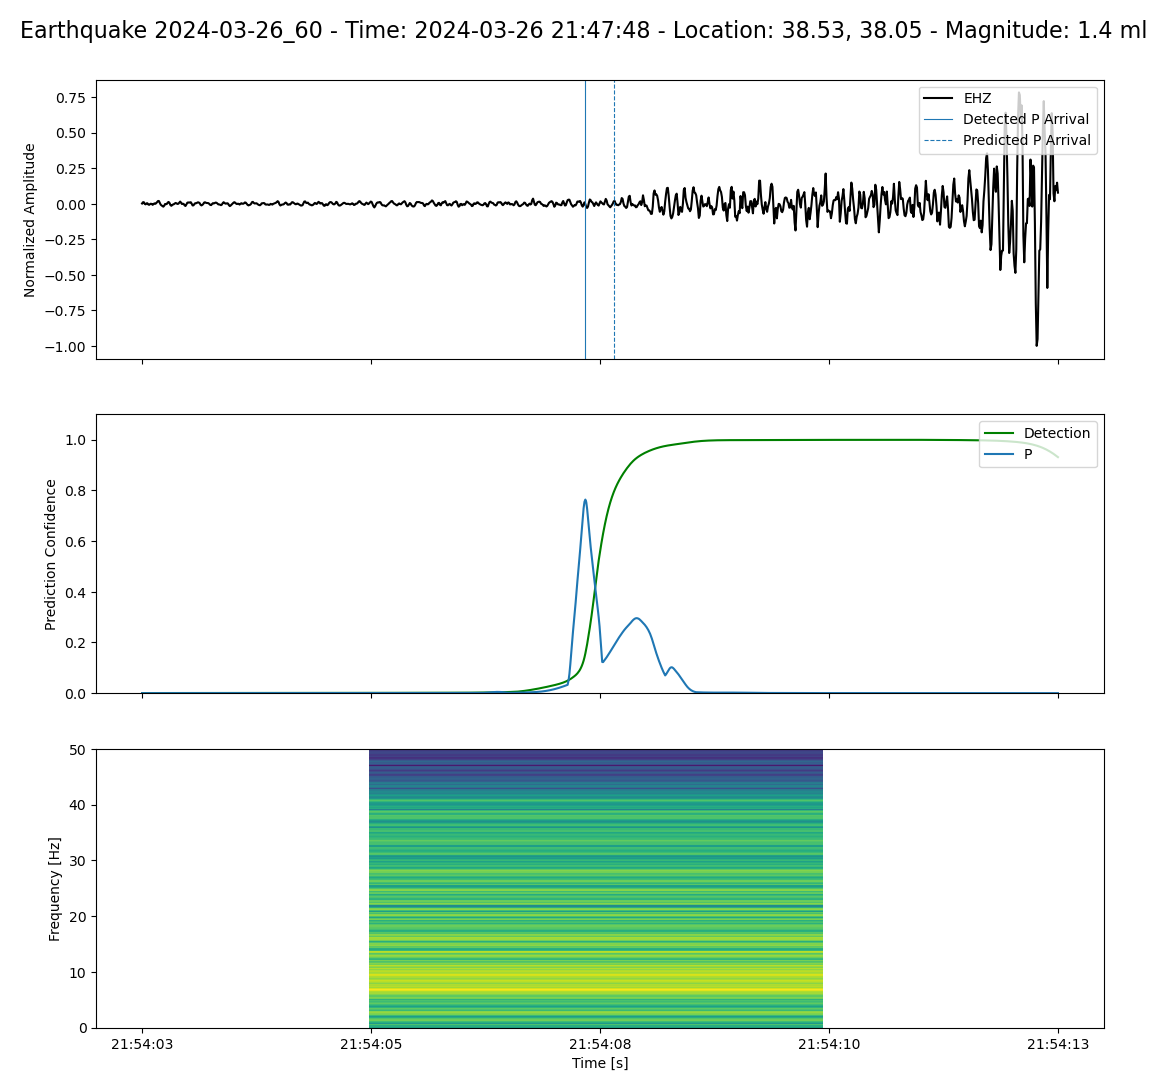 Earthquake 2024-03-26_60 - Time: 2024-03-26 21:47:48 - Location: 38.53, 38.05 - Magnitude: 1.4 ml
Normalized Amplitude
0.75
0.50
0.25
0.00
−0.25
−0.50
−0.75
−1.00
EHZ
Detected P Arrival
Predicted P Arrival
Prediction Confidence
1.0
0.8
0.6
0.4
0.2
0.0
Detection
P
Frequency [Hz]
50
40
30
20
10
0
21:54:03
21:54:05
21:54:08
21:54:10
21:54:13
Time [s]